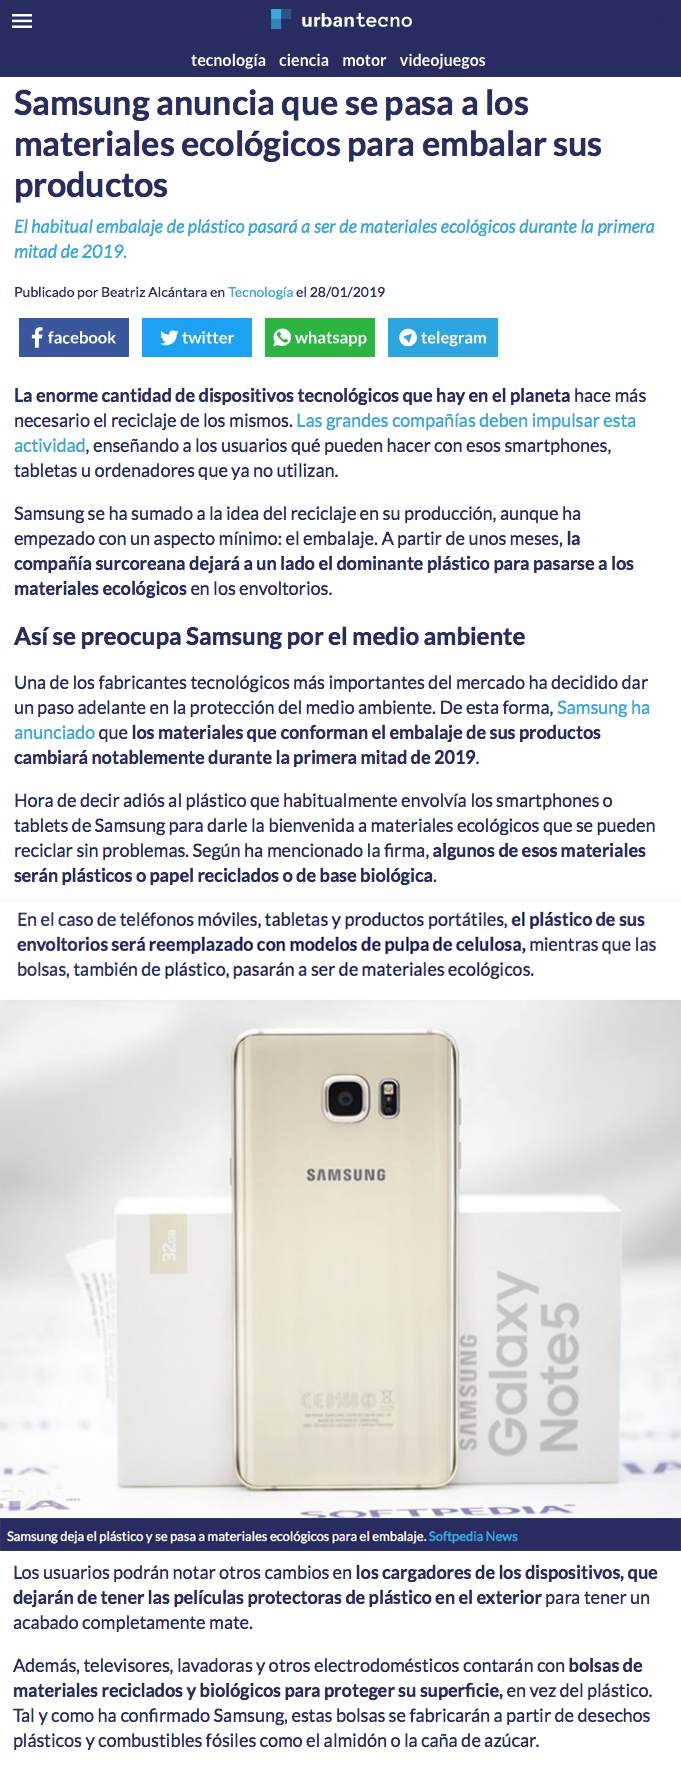 urbantecno
tecnología ciencia motor videojuegos
Samsung anuncia que se pasa a los
materiales ecológicos para embalar sus
productos
El habitual embalaje de plástico pasará a ser de materiales ecológicos durante la primera
mitad de 2019.
Publicado por Beatriz Alcántara en Tecnología el 28/01/2019
facebook twitter whatsapp telegram
La enorme cantidad de dispositivos tecnológicos que hay en el planeta hace más
necesario el reciclaje de los mismos. Las grandes compañías deben impulsar esta
actividad, enseñando a los usuarios qué pueden hacer con esos smartphones,
tabletas u ordenadores que ya no utilizan.
Samsung se ha sumado a la idea del reciclaje en su producción, aunque ha
empezado con un aspecto mínimo: el embalaje. A partir de unos meses, la
compañía surcoreana dejará a un lado el dominante plástico para pasarse a los
materiales ecológicos en los envoltorios.
Así se preocupa Samsung por el medio ambiente
Una de los fabricantes tecnológicos más importantes del mercado ha decidido dar
un paso adelante en la protección del medio ambiente. De esta forma, Samsung ha
anunciado que los materiales que conforman el embalaje de sus productos
cambiará notablemente durante la primera mitad de 2019.
Hora de decir adiós al plástico que habitualmente envolvía los smartphones o
tablets de Samsung para darle la bienvenida a materiales ecológicos que se pueden
reciclar sin problemas. Según ha mencionado la firma, algunos de esos materiales
serán plásticos o papel reciclados o de base biológica.
En el caso de teléfonos móviles, tabletas y productos portátiles, el plástico de sus
envoltorios será reemplazado con modelos de pulpa de celulosa, mientras que las
bolsas, también de plástico, pasarán a ser de materiales ecológicos.
SAMSUNG
32GB
SAMSUNG
Galaxy
Note5
CE0168
SOFTPEDIA
Samsung deja el plástico y se pasa a materiales ecológicos para el embalaje. Softpedia News
Los usuarios podrán notar otros cambios en los cargadores de los dispositivos, que
dejarán de tener las películas protectoras de plástico en el exterior para tener un
acabado completamente mate.
Además, televisores, lavadoras y otros electrodomésticos contarán con bolsas de
materiales reciclados y biológicos para proteger su superficie, en vez del plástico.
Tal y como ha confirmado Samsung, estas bolsas se fabricarán a partir de desechos
plásticos y combustibles fósiles como el almidón o la caña de azúcar.